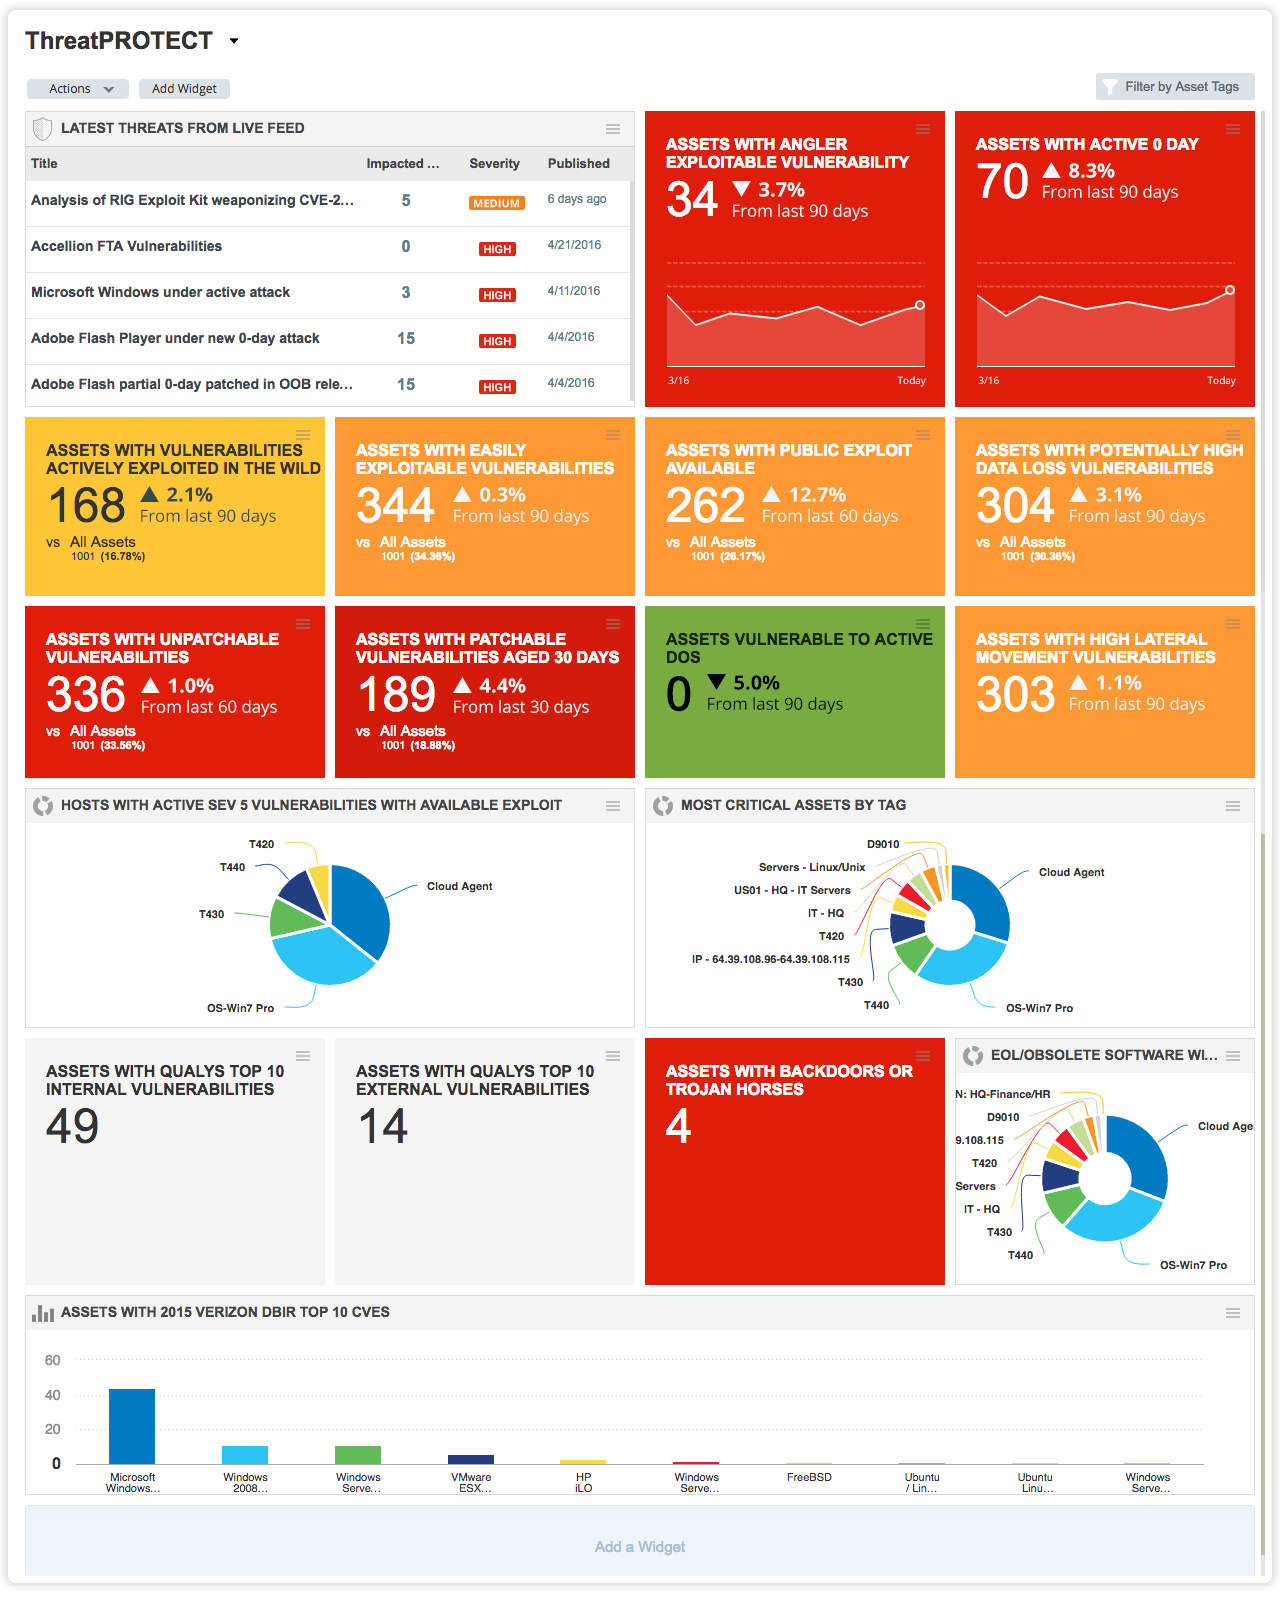 ThreatPROTECT
Actions
Add Widget
Filter by Asset Tags
LATEST THREATS FROM LIVE FEED
Title Impacted ... Severity Published
Analysis of RIG Exploit Kit weaponizing CVE-2... 5 MEDIUM 6 days ago
Accellion FTA Vulnerabilities 0 HIGH 4/21/2016
Microsoft Windows under active attack 3 HIGH 4/11/2016
Adobe Flash Player under new 0-day attack 15 HIGH 4/4/2016
Adobe Flash partial 0-day patched in OOB rele... 15 HIGH 4/4/2016
ASSETS WITH ANGLER
EXPLOITABLE VULNERABILITY
34 3.7%
From last 90 days
3/16 Today
ASSETS WITH ACTIVE 0 DAY
70 8.3%
From last 90 days
3/16 Today
ASSETS WITH VULNERABILITIES
ACTIVELY EXPLOITED IN THE WILD
168 2.1%
From last 90 days
vs All Assets
1001 (16.78%)
ASSETS WITH EASILY
EXPLOITABLE VULNERABILITIES
344 0.3%
From last 90 days
vs All Assets
1001 (34.36%)
ASSETS WITH PUBLIC EXPLOIT
AVAILABLE
262 12.7%
From last 60 days
vs All Assets
1001 (26.17%)
ASSETS WITH POTENTIALLY HIGH
DATA LOSS VULNERABILITIES
304 3.1%
From last 90 days
vs All Assets
1001 (30.36%)
ASSETS WITH UNPATCHABLE
VULNERABILITIES
336 1.0%
From last 60 days
vs All Assets
1001 (33.56%)
ASSETS WITH PATCHABLE
VULNERABILITIES AGED 30 DAYS
189 4.4%
From last 30 days
vs All Assets
1001 (18.88%)
ASSETS VULNERABLE TO ACTIVE
DOS
0 5.0%
From last 90 days
ASSETS WITH HIGH LATERAL
MOVEMENT VULNERABILITIES
303 1.1%
From last 90 days
HOSTS WITH ACTIVE SEV 5 VULNERABILITIES WITH AVAILABLE EXPLOIT
T420
T440
Cloud Agent
T430
OS-Win7 Pro
MOST CRITICAL ASSETS BY TAG
D9010
Servers - Linux/Unix
Cloud Agent
US01 - HQ - IT Servers
IT - HQ
T420
IP - 64.39.108.96-64.39.108.115
T430
T440
OS-Win7 Pro
ASSETS WITH QUALYS TOP 10
INTERNAL VULNERABILITIES
49
ASSETS WITH QUALYS TOP 10
EXTERNAL VULNERABILITIES
14
ASSETS WITH BACKDOORS OR
TROJAN HORSES
4
EOL/OBSOLETE SOFTWARE WI...
N: HQ-Finance/HR
D9010
Cloud Age
9.108.115
T420
Servers
IT - HQ
T430
T440
OS-Win7 Pro
ASSETS WITH 2015 VERIZON DBIR TOP 10 CVES
60
40
20
0
Microsoft
Windows...
Windows
2008...
Windows
Serve...
VMware
ESX...
HP
iLO
Windows
Serve...
FreeBSD
Ubuntu
/ Lin...
Ubuntu
Linu...
Windows
Serve...
Add a Widget